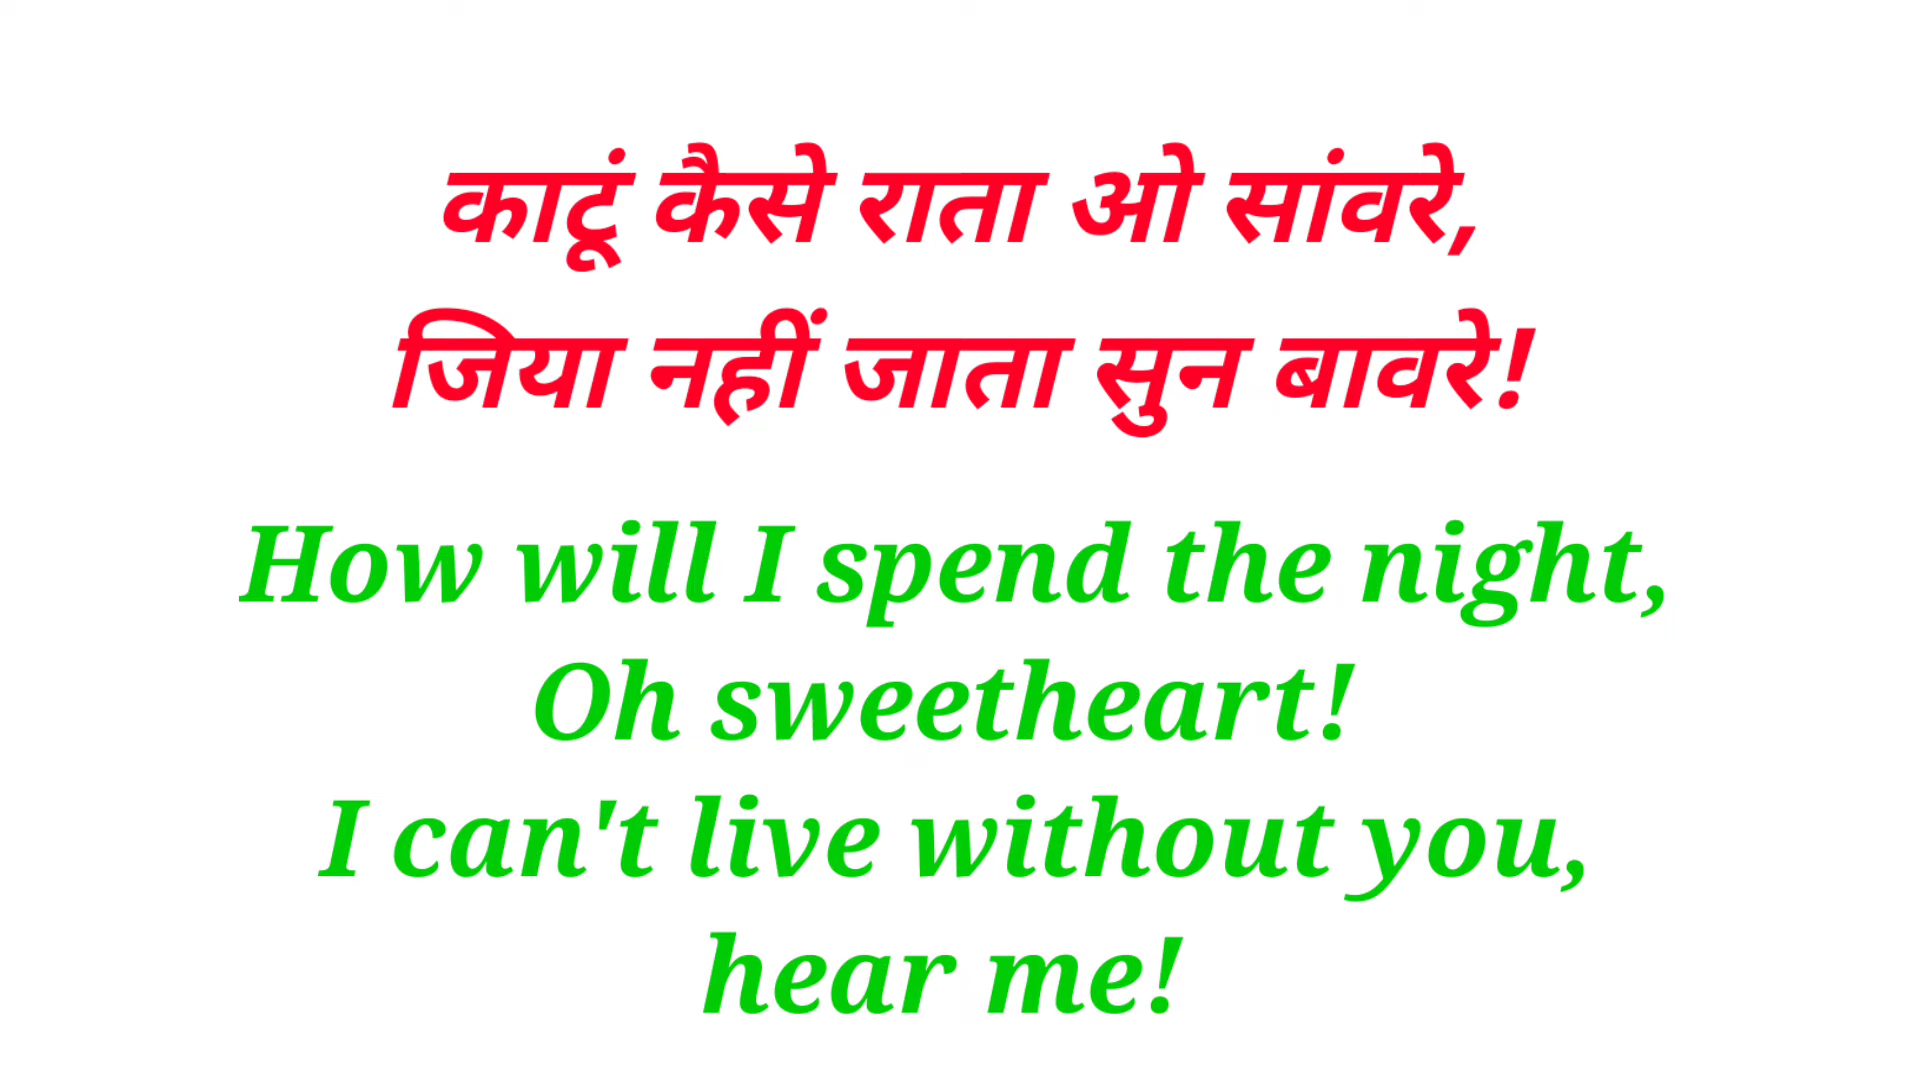 काटूं कैसे राता ओ सांवरे,
जिया नहीं जाता सुन बावरे!
How will I spend the night,
Oh sweetheart!
I can't live without you,
hear me!